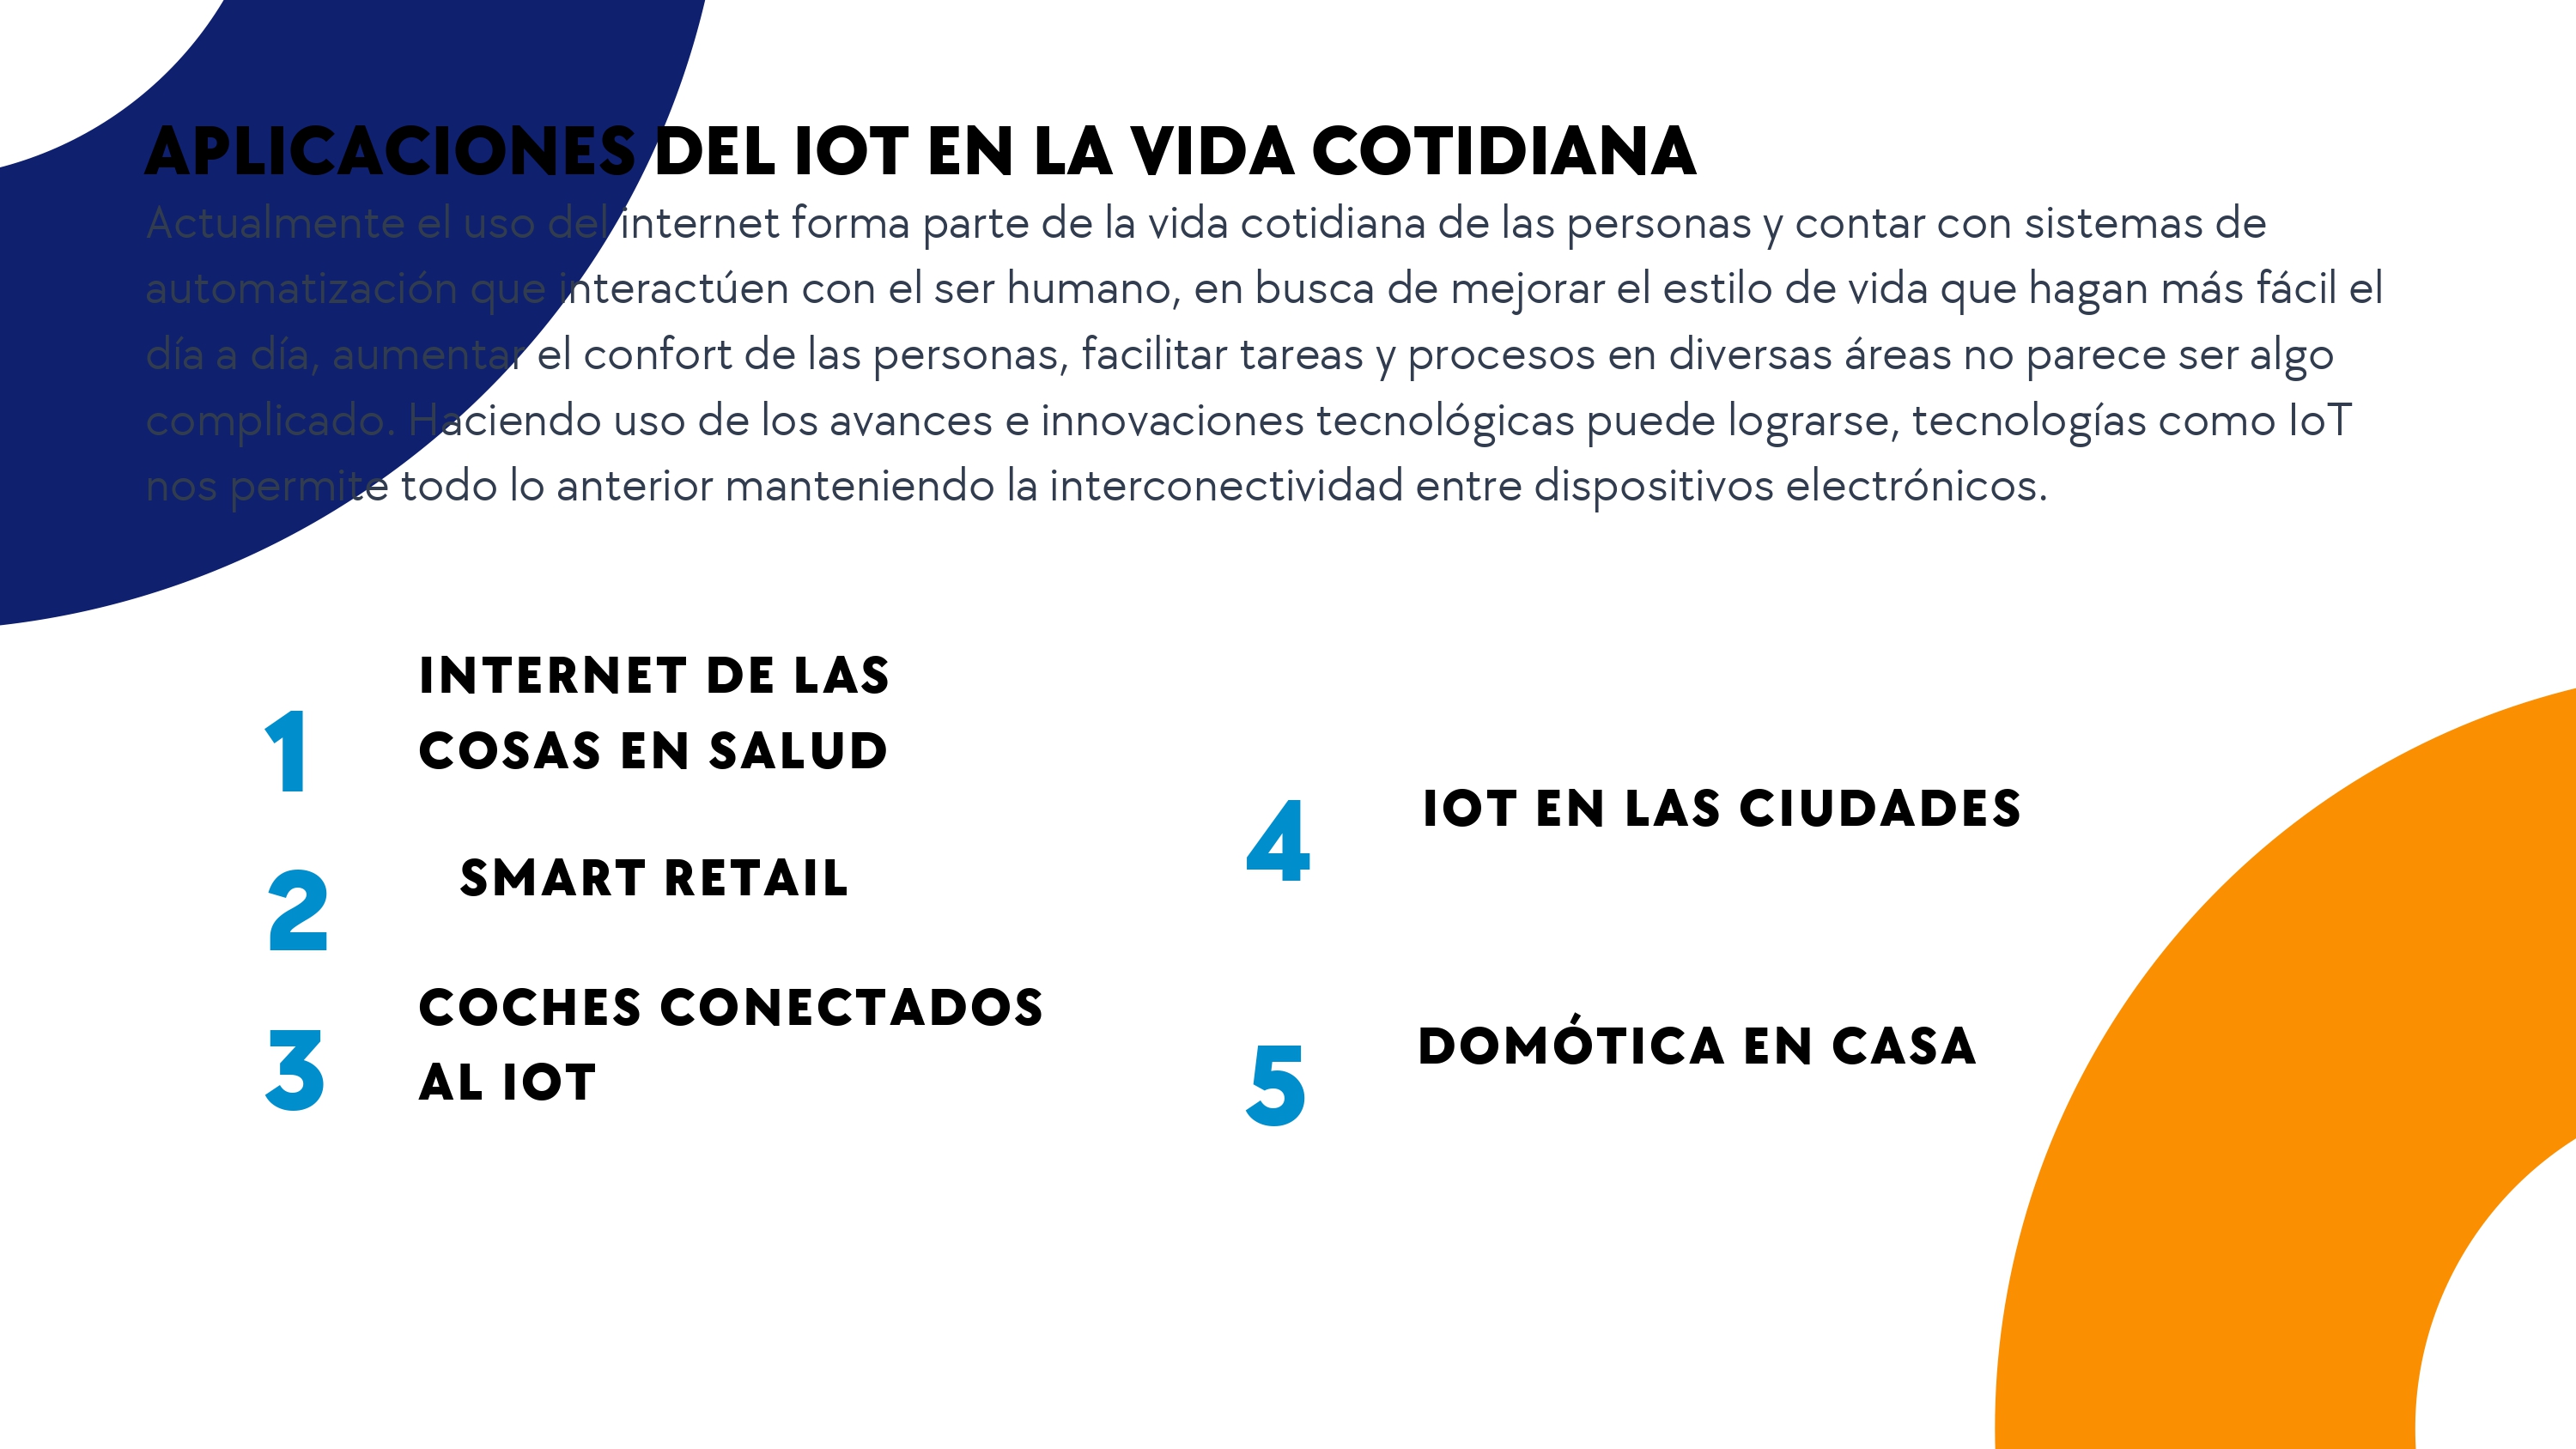 APLICACIONES DEL IOT EN LA VIDA COTIDIANA
Actualmente el uso del internet forma parte de la vida cotidiana de las personas y contar con sistemas de
automatización que interactúen con el ser humano, en busca de mejorar el estilo de vida que hagan más fácil el
día a día, aumentar el confort de las personas, facilitar tareas y procesos en diversas áreas no parece ser algo
complicado. Haciendo uso de los avances e innovaciones tecnológicas puede lograrse, tecnologías como IoT
nos permite todo lo anterior manteniendo la interconectividad entre dispositivos electrónicos.
1
INTERNET DE LAS
COSAS EN SALUD
2
SMART RETAIL
3
COCHES CONECTADOS
AL IOT
4
IOT EN LAS CIUDADES
5
DOMÓTICA EN CASA